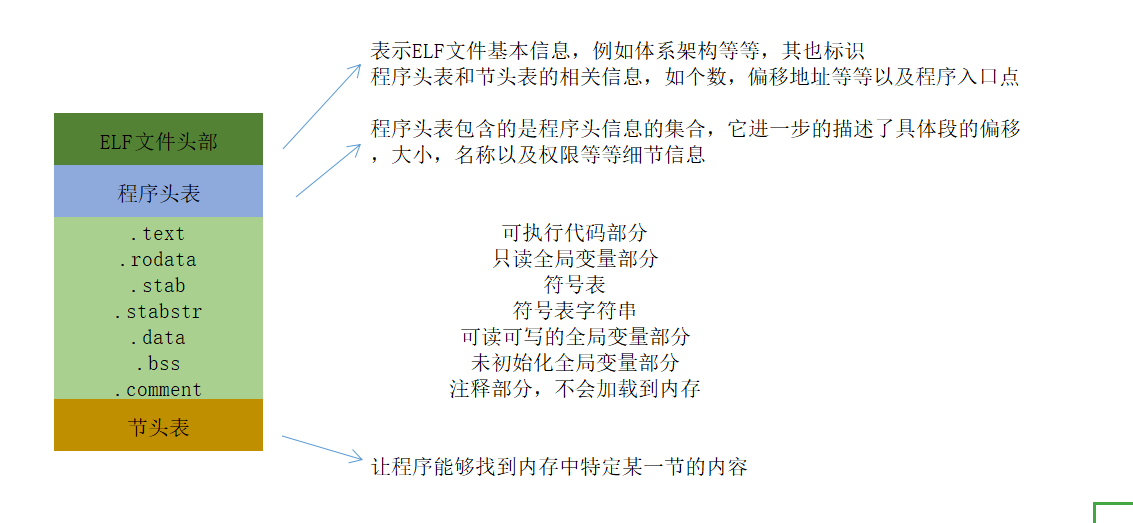 表示ELF文件基本信息，例如体系架构等等，其也标识
程序头表和节头表的相关信息，如个数，偏移地址等等以及程序入口点
程序头表包含的是程序头信息的集合，它进一步的描述了具体段的偏移
，大小，名称以及权限等等细节信息
ELF文件头部
程序头表
.text 可执行代码部分
.rodata 只读全局变量部分
.stab 符号表
.stabstr 符号表字符串
.data 可读可写的全局变量部分
.bss 未初始化全局变量部分
.comment 注释部分，不会加载到内存
节头表
让程序能够找到内存中特定某一节的内容